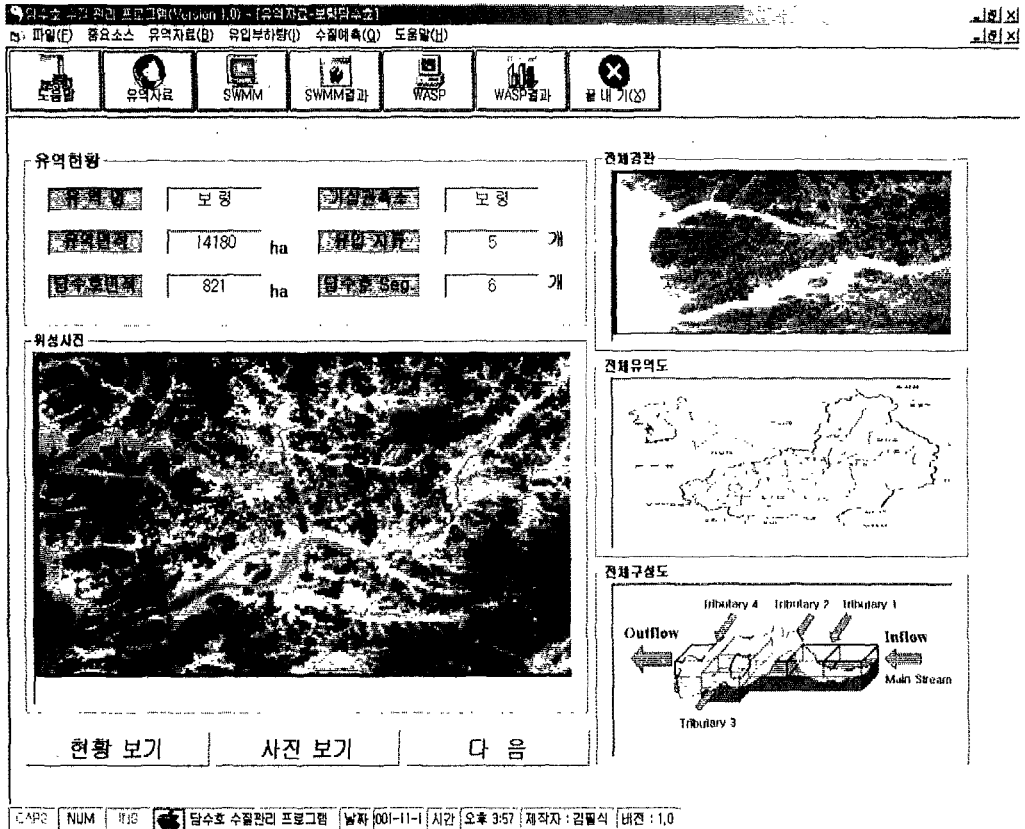 담수호 수질 관리 프로그램(Version 1.0) - [유역자료-보령담수호]
파일(F) 중요소스 유역자료(B) 유입부하량(I) 수질예측(Q) 도움말(H)
도움말 유역자료 SWMM SWMM결과 WASP WASP결과 끝내기(X)
유역현황
유 역 명 보 령 기상관측소 보 령
유역면적 14180 ha 유입 지류 5 개
담수호면적 821 ha 담수호 Seg. 6 개
위성사진
전체경관
전체유역도
전체구성도
Tributary 4 Tributary 2 Tributary 1
Outflow Inflow
Main Stream
Tributary 3
현황 보기 사진 보기 다 음
CAPS NUM INS 담수호 수질관리 프로그램 날짜 001-11-1 시간 오후 3:57 제작자 : 김필식 버전 : 1,0